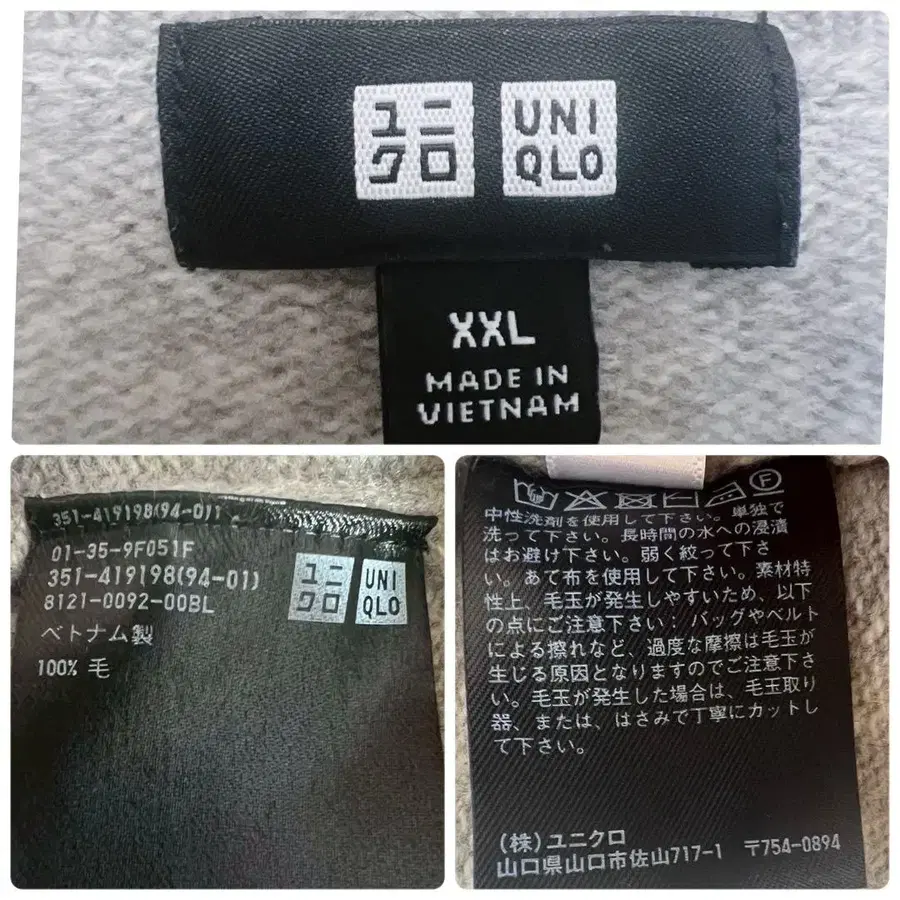 ユニ
クロ
UNI
QLO
XXL
MADE IN
VIETNAM
351-419198(94-01)
01-35-9F051F
351-419198(94-01)
8121-0092-00BL
ベトナム製
100% 毛
ユニ
クロ
UNI
QLO
F
中性洗剤を使用して下さい。単独で
洗って下さい。長時間の水への浸漬
はお避け下さい。弱く絞って下さ
い。あて布を使用して下さい。素材特
性上、毛玉が発生しやすいため、以下
の点にご注意下さい：バッグやベルト
による擦れなど、過度な摩擦は毛玉が
生じる原因となりますのでご注意下さ
い。毛玉が発生した場合は、毛玉取り
器、または、はさみで丁寧にカットし
て下さい。
(株)ユニクロ
山口県山口市佐山717-1 〒754-0894